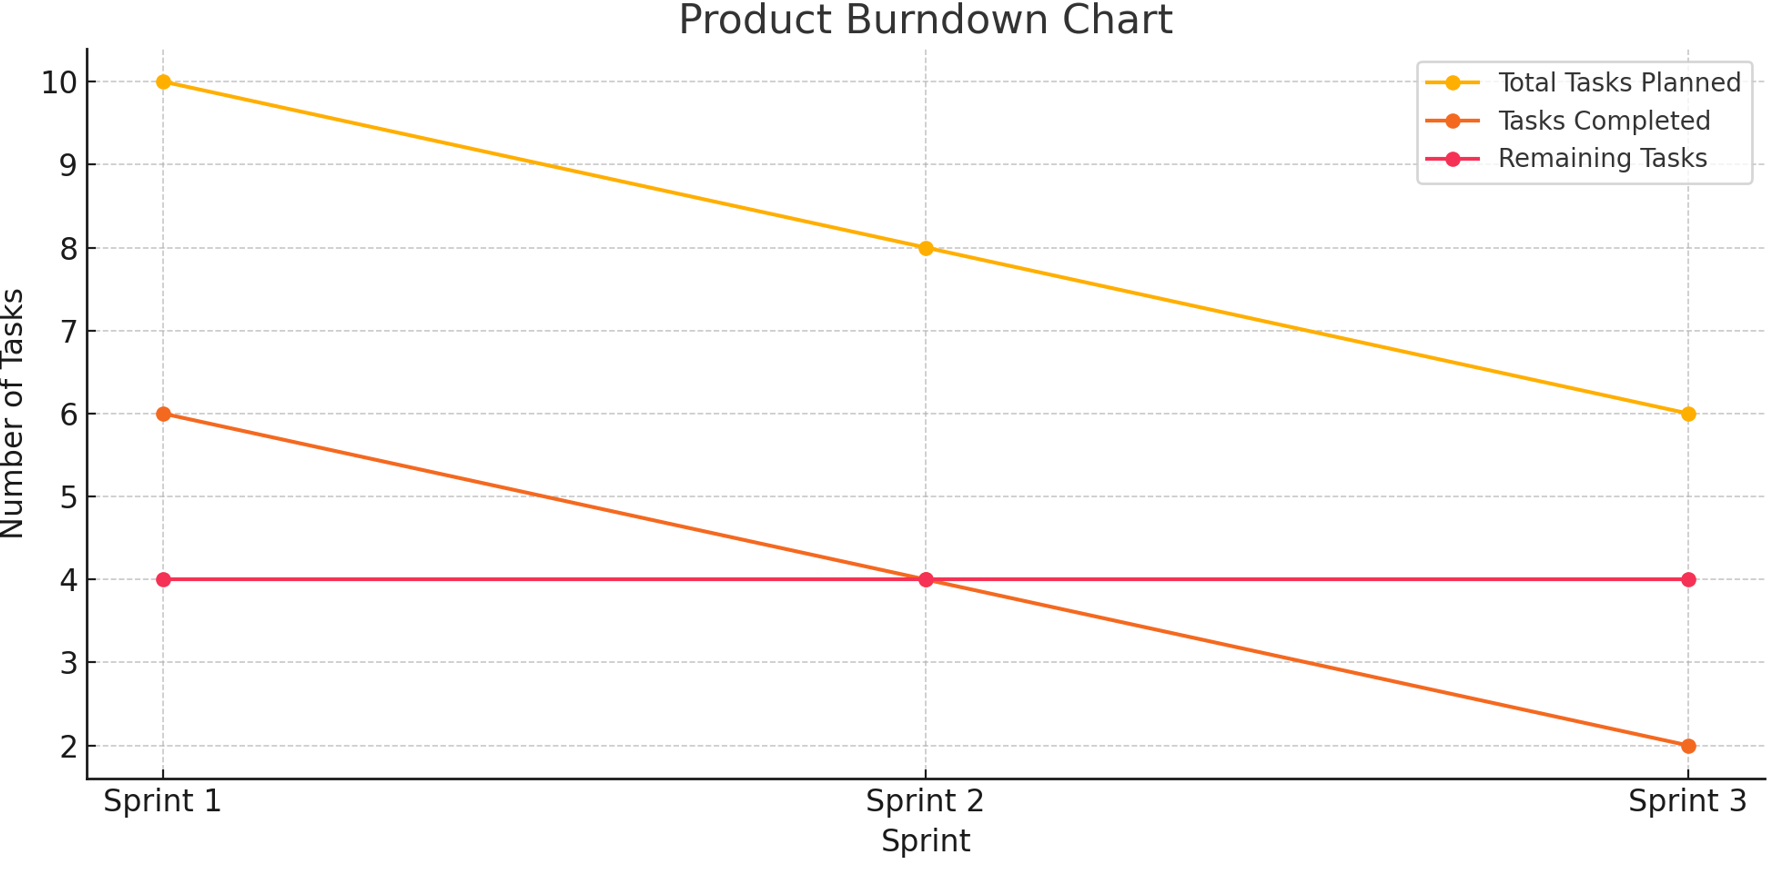 Product Burndown Chart
Total Tasks Planned
Tasks Completed
Remaining Tasks
Number of Tasks
10
9
8
7
6
5
4
3
2
Sprint 1
Sprint 2
Sprint 3
Sprint